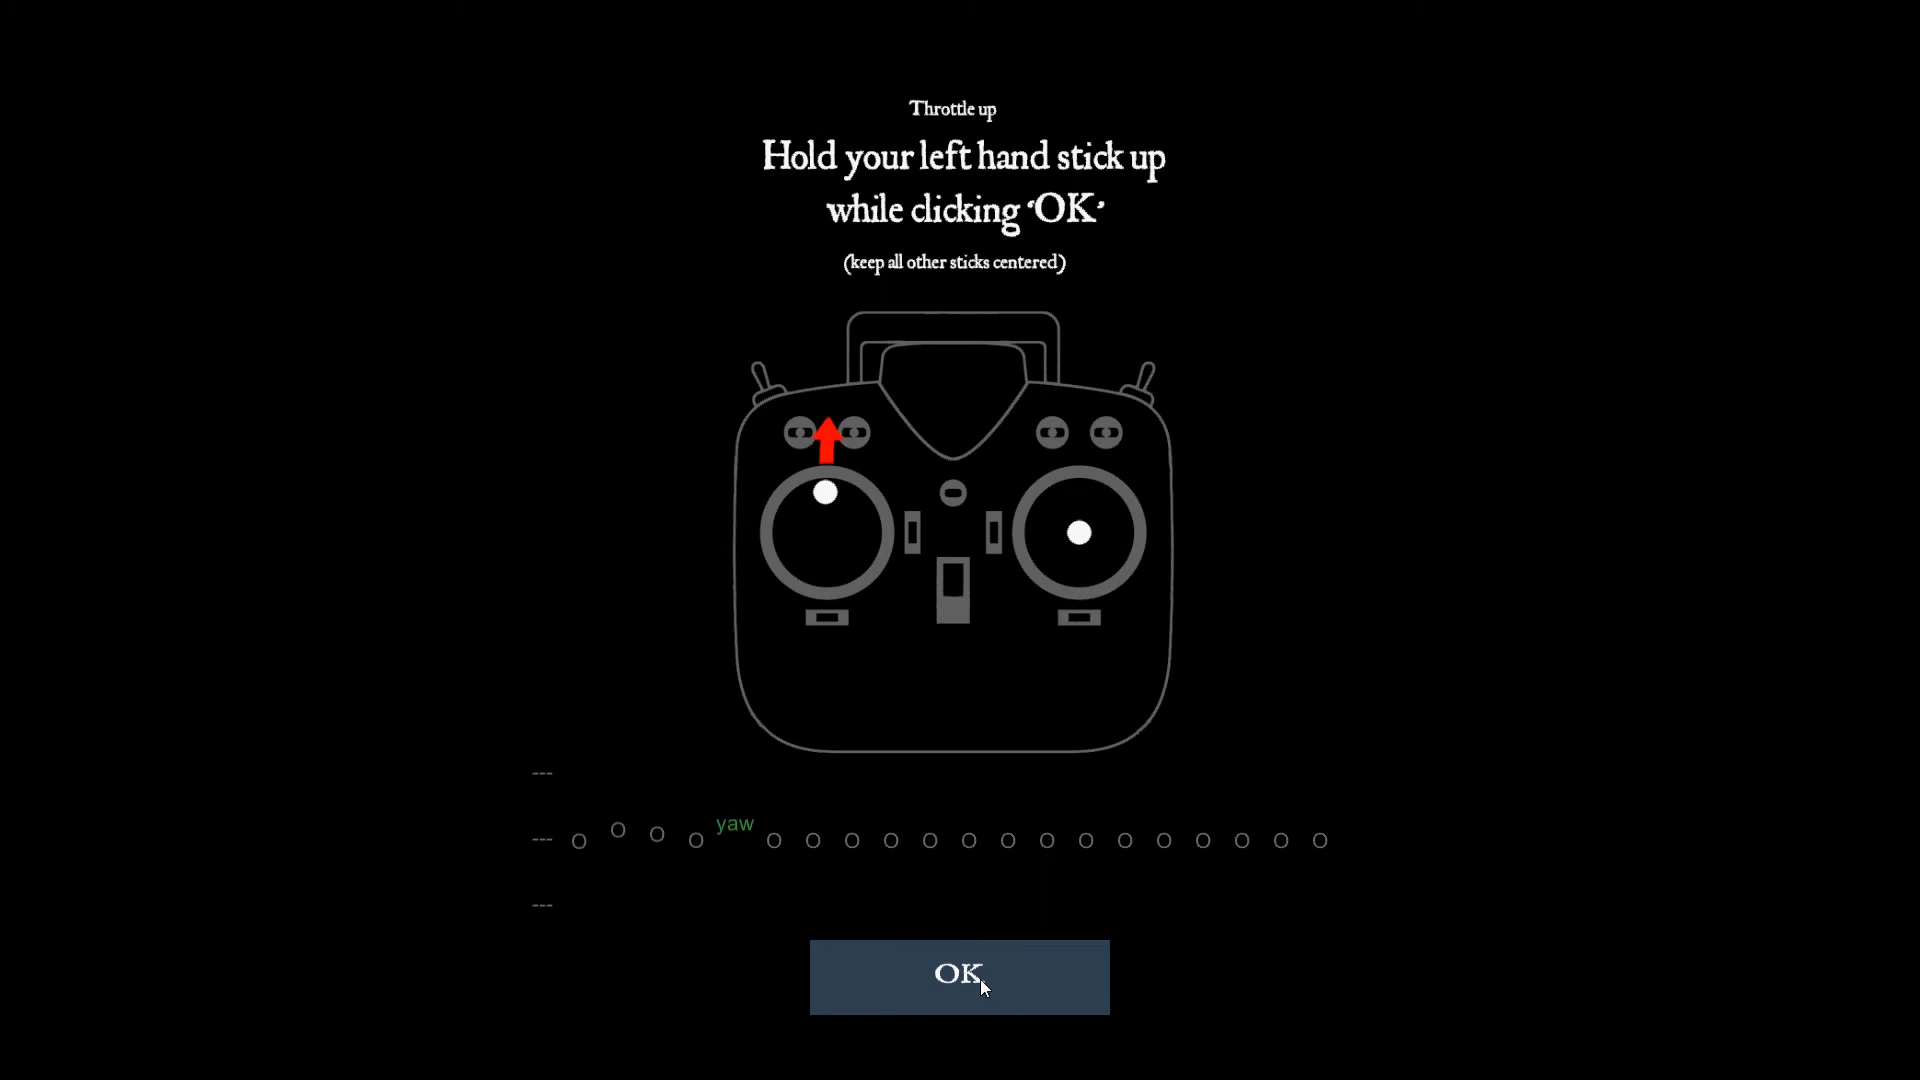 Throttle up
Hold your left hand stick up
while clicking ‘OK’
(keep all other sticks centered)
---
--- o o o o yaw o o o o o o o o o o o o o o o
---
OK